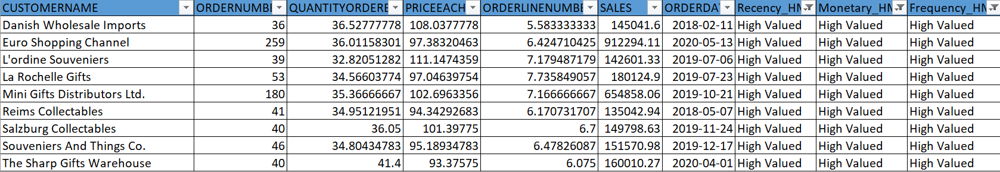 CUSTOMERNAME ORDERNUMBE QUANTITYORDERE PRICEEACH ORDERLINENUMBE SALES ORDERDA Recency_HM Monetary_HM Frequency_HM
Danish Wholesale Imports 36 36.52777778 108.0377778 5.583333333 145041.6 2018-02-11 High Valued High Valued High Valued
Euro Shopping Channel 259 36.01158301 97.38320463 6.424710425 912294.11 2020-05-13 High Valued High Valued High Valued
L'ordine Souveniers 39 32.82051282 111.1474359 7.179487179 142601.33 2019-07-06 High Valued High Valued High Valued
La Rochelle Gifts 53 34.56603774 97.04639754 7.735849057 180124.9 2019-07-23 High Valued High Valued High Valued
Mini Gifts Distributors Ltd. 180 35.36666667 102.6963356 7.166666667 654858.06 2019-10-21 High Valued High Valued High Valued
Reims Collectables 41 34.95121951 94.34292683 6.170731707 135042.94 2018-05-07 High Valued High Valued High Valued
Salzburg Collectables 40 36.05 101.39775 6.7 149798.63 2019-11-24 High Valued High Valued High Valued
Souveniers And Things Co. 46 34.80434783 95.18934783 6.47826087 151570.98 2019-12-17 High Valued High Valued High Valued
The Sharp Gifts Warehouse 40 41.4 93.37575 6.075 160010.27 2020-04-01 High Valued High Valued High Valued